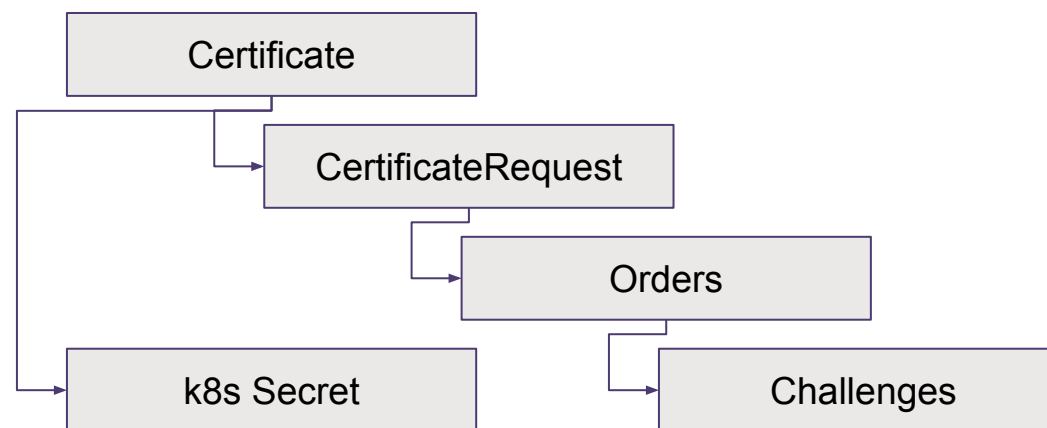 Certificate
CertificateRequest
Orders
k8s Secret
Challenges